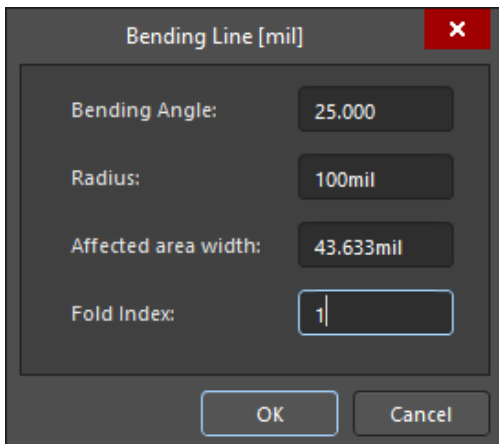 Bending Line [mil]
Bending Angle: 25.000
Radius: 100mil
Affected area width: 43.633mil
Fold Index: 1
OK Cancel